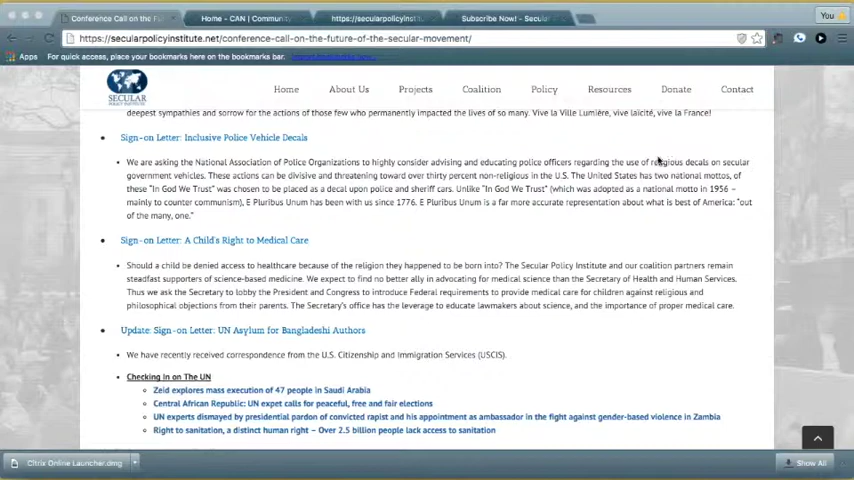 Conference Call on the Fu
Home - CAN | Communit
https://secularpolicyinstit
Subscribe Now! - Secular
You
https://secularpolicyinstitute.net/conference-call-on-the-future-of-the-secular-movement/
Apps
For quick access, place your bookmarks here on the bookmarks bar.
SECULAR
POLICY
INSTITUTE
Home
About Us
Projects
Coalition
Policy
Resources
Donate
Contact
deepest sympathies and sorrow for the actions of those few who permanently impacted the lives of so many. Vive la Ville Lumière, vive laïcité, vive la France!
Sign-on Letter: Inclusive Police Vehicle Decals
We are asking the National Association of Police Organizations to highly consider advising and educating police officers regarding the use of religious decals on secular
government vehicles. These actions can be divisive and threatening toward over thirty percent non-religious in the U.S. The United States has two national mottos, of
these “In God We Trust” was chosen to be placed as a decal upon police and sheriff cars. Unlike “In God We Trust” (which was adopted as a national motto in 1956 –
mainly to counter communism), E Pluribus Unum has been with us since 1776. E Pluribus Unum is a far more accurate representation about what is best of America: “out
of the many, one.”
Sign-on Letter: A Child's Right to Medical Care
Should a child be denied access to healthcare because of the religion they happened to be born into? The Secular Policy Institute and our coalition partners remain
steadfast supporters of science-based medicine. We expect to find no better ally in advocating for medical science than the Secretary of Health and Human Services.
Thus we ask the Secretary to lobby the President and Congress to introduce Federal requirements to provide medical care for children against religious and
philosophical objections from their parents. The Secretary's office has the leverage to educate lawmakers about science, and the importance of proper medical care.
Update: Sign-on Letter: UN Asylum for Bangladeshi Authors
We have recently received correspondence from the U.S. Citizenship and Immigration Services (USCIS).
Checking in on The UN
Zeid explores mass execution of 47 people in Saudi Arabia
Central African Republic: UN expet calls for peaceful, free and fair elections
UN experts dismayed by presidential pardon of convicted rapist and his appointment as ambassador in the fight against gender-based violence in Zambia
Right to sanitation, a distinct human right – Over 2.5 billion people lack access to sanitation
Citrix Online Launcher.dmg
Show All